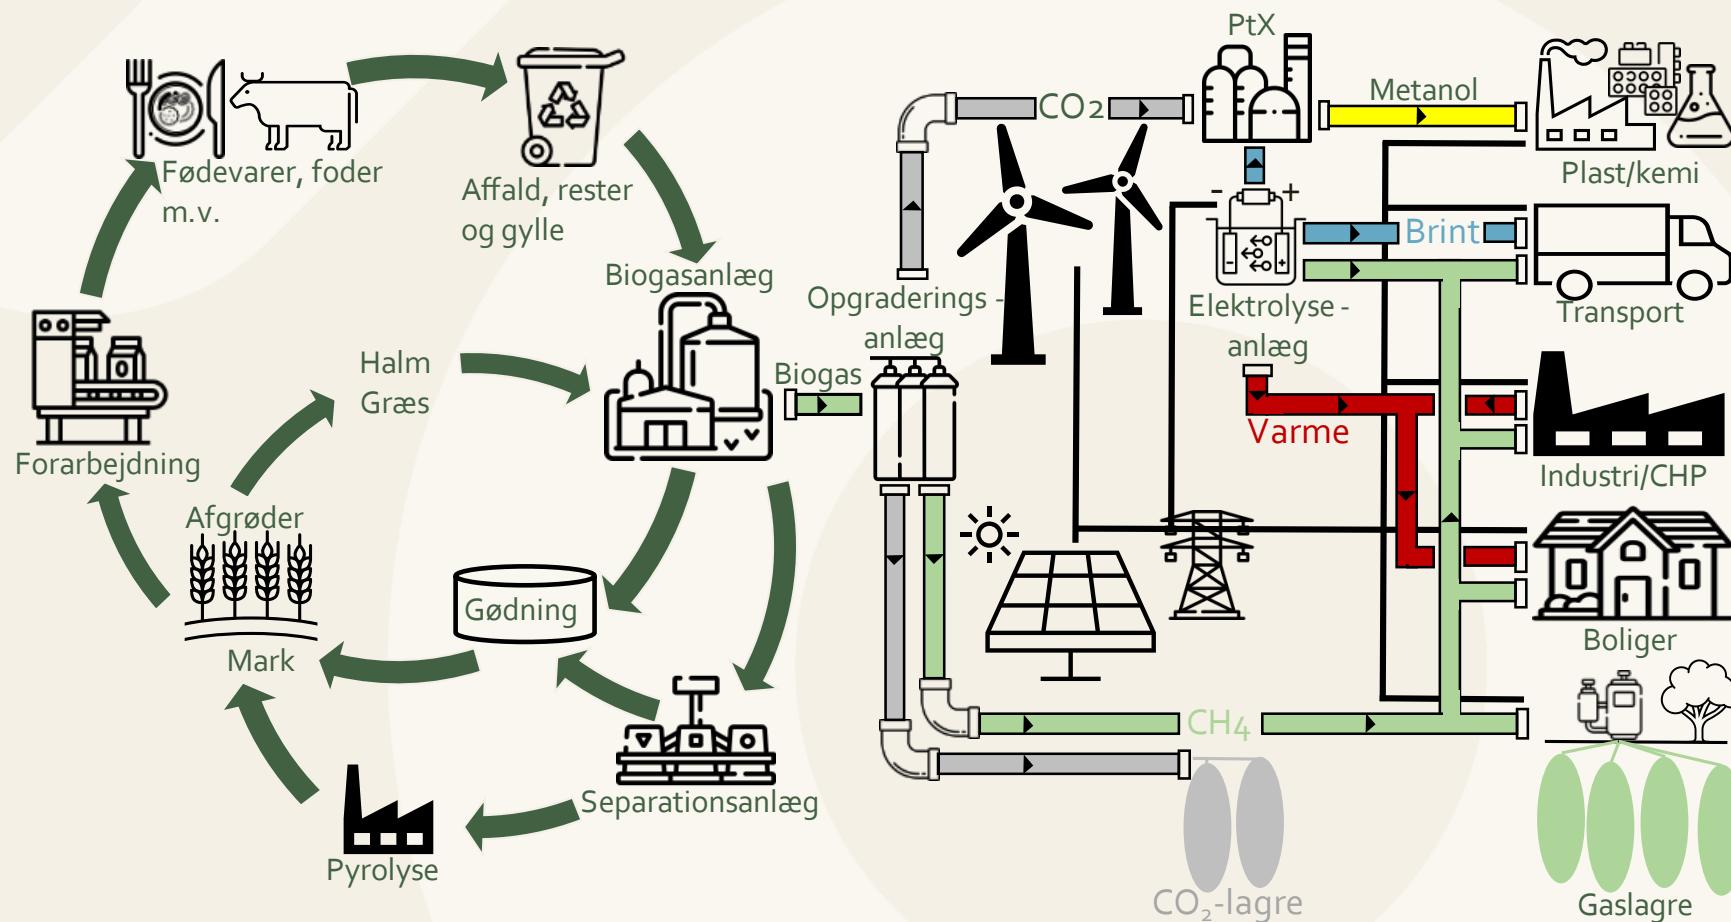 PtX
CO2
Metanol
Plast/kemi
Fødevarer, foder
m.v.
Affald, rester
og gylle
- +
Brint
Biogasanlæg
Opgraderings -
anlæg
Elektrolyse -
anlæg
Transport
Halm
Græs
Biogas
Varme
Forarbejdning
Industri/CHP
Afgrøder
Gødning
Mark
Boliger
CH4
Separationsanlæg
Pyrolyse
CO₂-lagre
Gaslagre